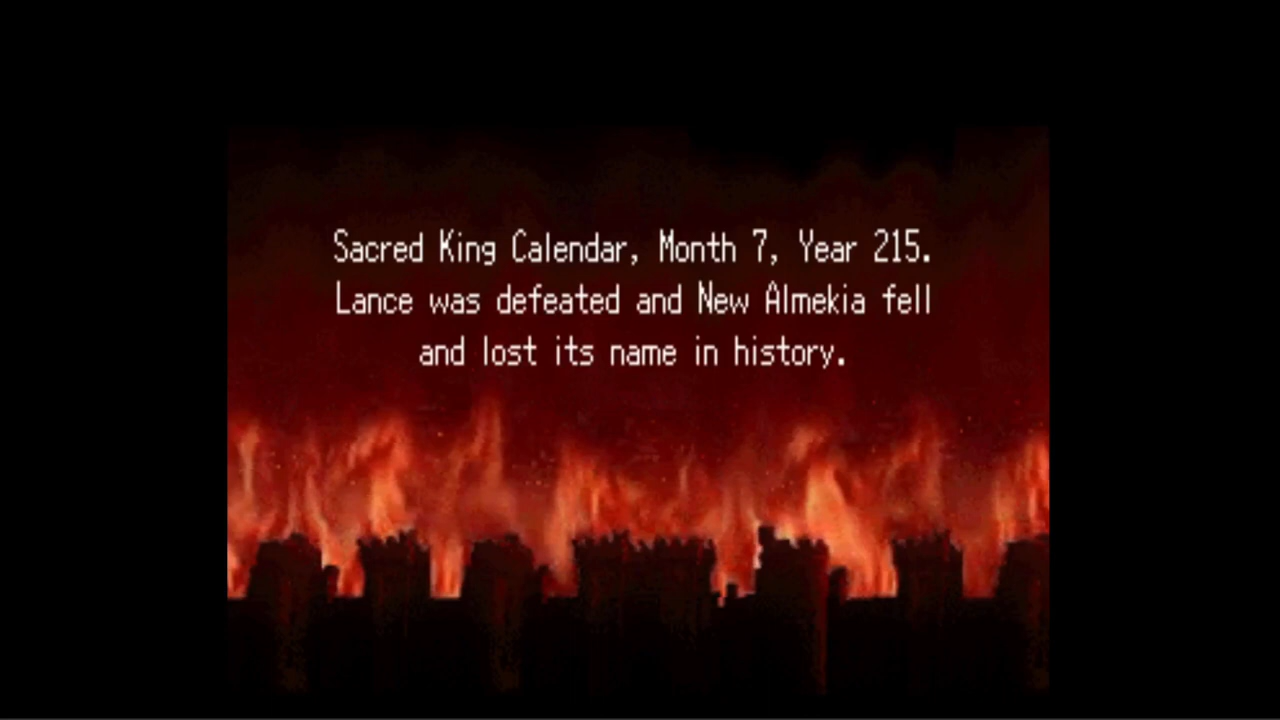 Sacred King Calendar, Month 7, Year 215.
Lance was defeated and New Almekia fell
and lost its name in history.